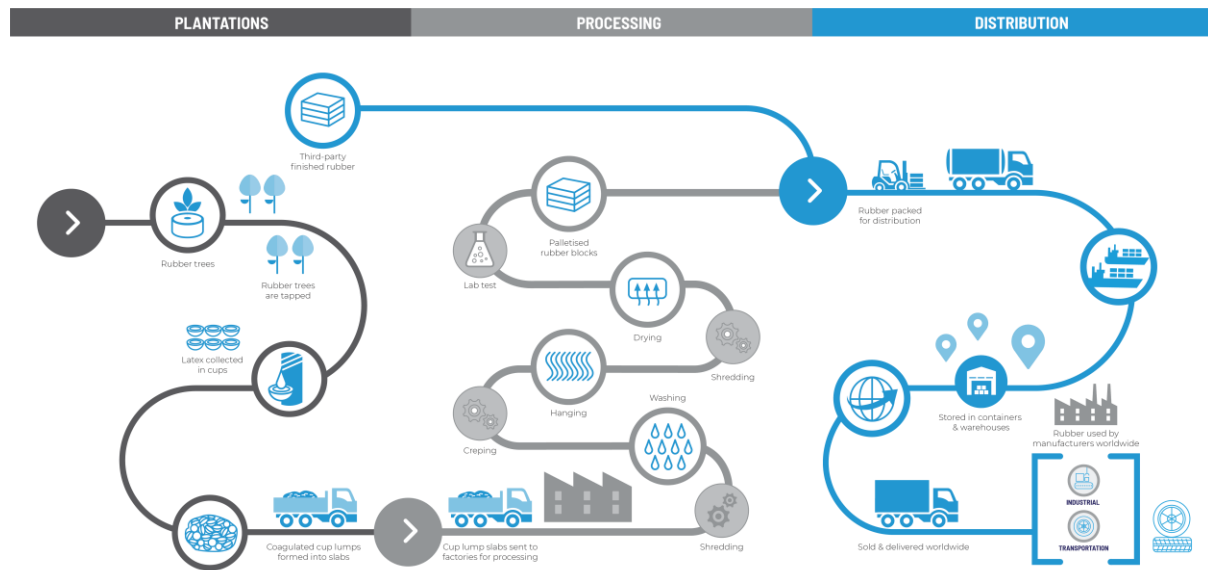 PLANTATIONS
PROCESSING
DISTRIBUTION
Third-party
finished rubber
Rubber trees
Rubber trees
are tapped
Latex collected
in cups
Coagulated cup lumps
formed into slabs
Cup lump slabs sent to
factories for processing
Shredding
Washing
Creping
Hanging
Shredding
Drying
Lab test
Palletised
rubber blocks
Rubber packed
for distribution
Stored in containers
& warehouses
Sold & delivered worldwide
Rubber used by
manufacturers worldwide
INDUSTRIAL
TRANSPORTATION